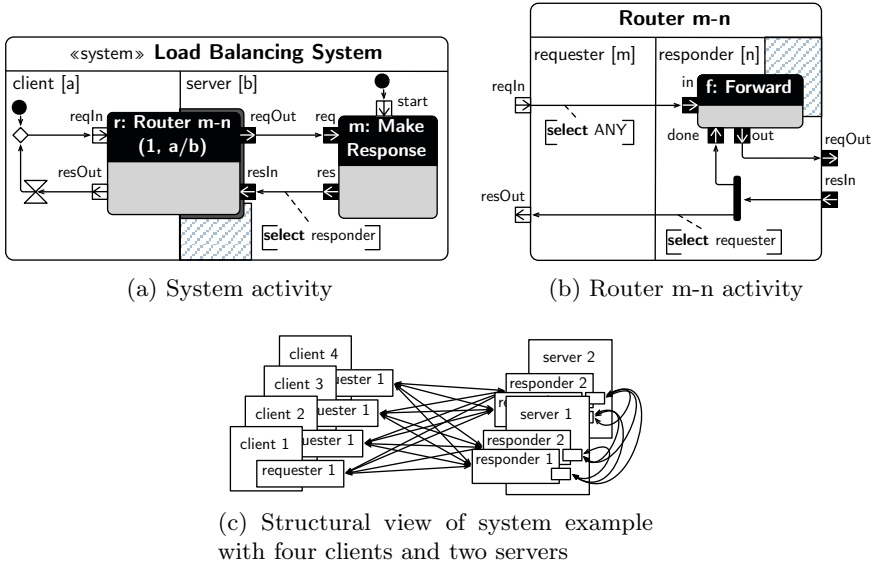 «system» Load Balancing System
client [a]
server [b]
reqIn
r: Router m-n
(1, a/b)
reqOut
req
start
m: Make
Response
resOut
resIn
res
select responder
(a) System activity
Router m-n
requester [m]
responder [n]
reqIn
in
f: Forward
select ANY
done
out
reqOut
resIn
resOut
select requester
(b) Router m-n activity
client 4
uester 1
client 3
uester 1
client 2
uester 1
client 1
requester 1
server 2
responder 2
server 1
responder 2
responder 1
(c) Structural view of system example
with four clients and two servers